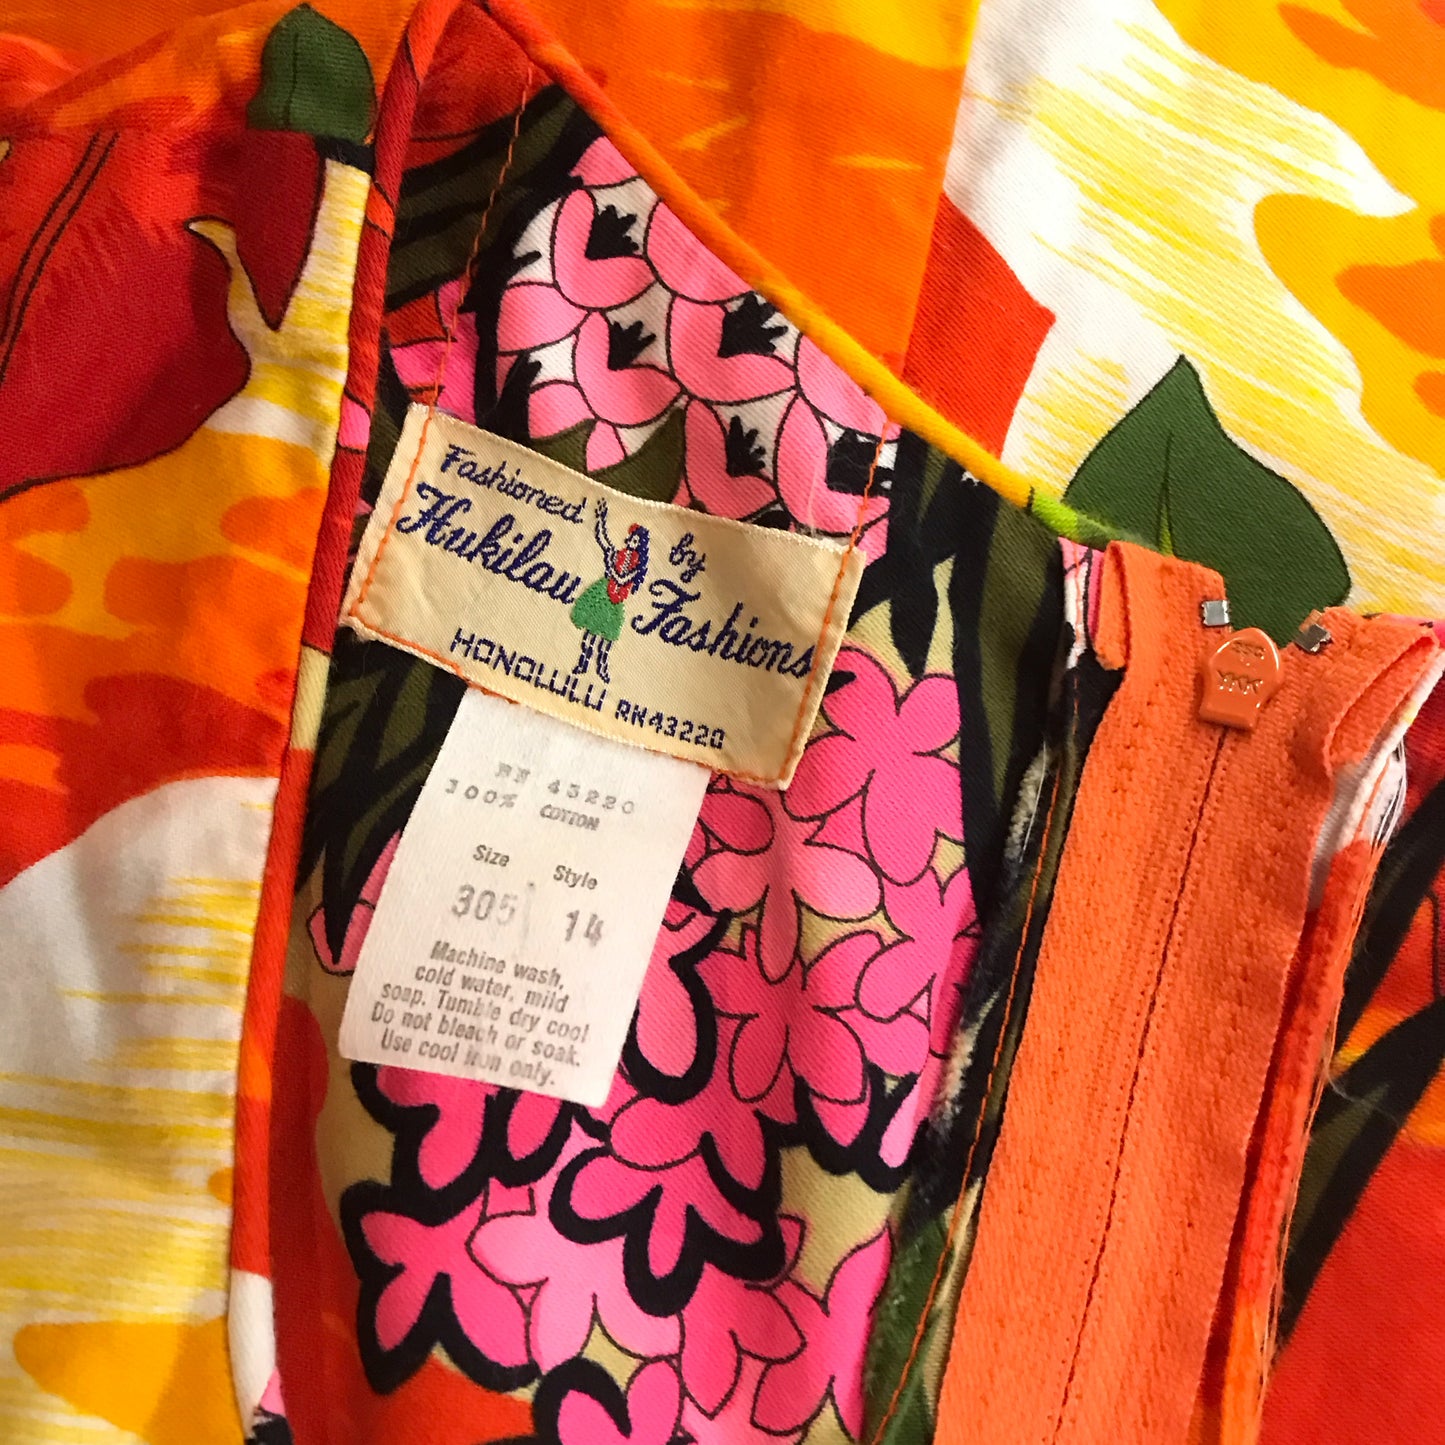 Fashioned by
Hukilau Fashions
HONOLULU RN43220
RN 43220
100% COTTON
Size Style
305 14
Machine wash,
cold water, mild
soap. Tumble dry cool
Do not bleach or soak.
Use cool iron only.